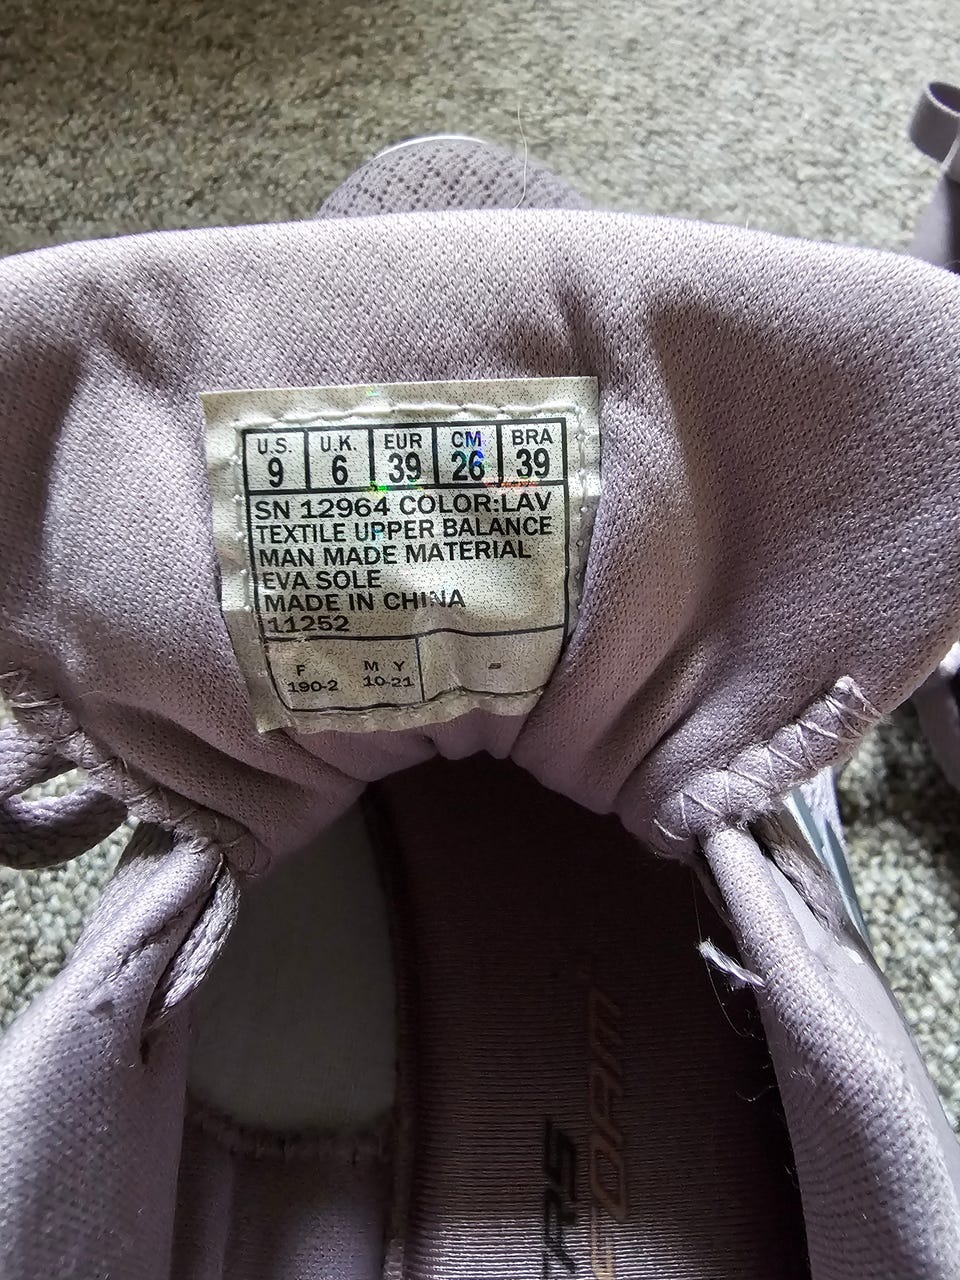 U.S. U.K. EUR CM BRA
9 6 39 26 39
SN 12964 COLOR:LAV
TEXTILE UPPER BALANCE
MAN MADE MATERIAL
EVA SOLE
MADE IN CHINA
11252
F M Y
190-2 10-21